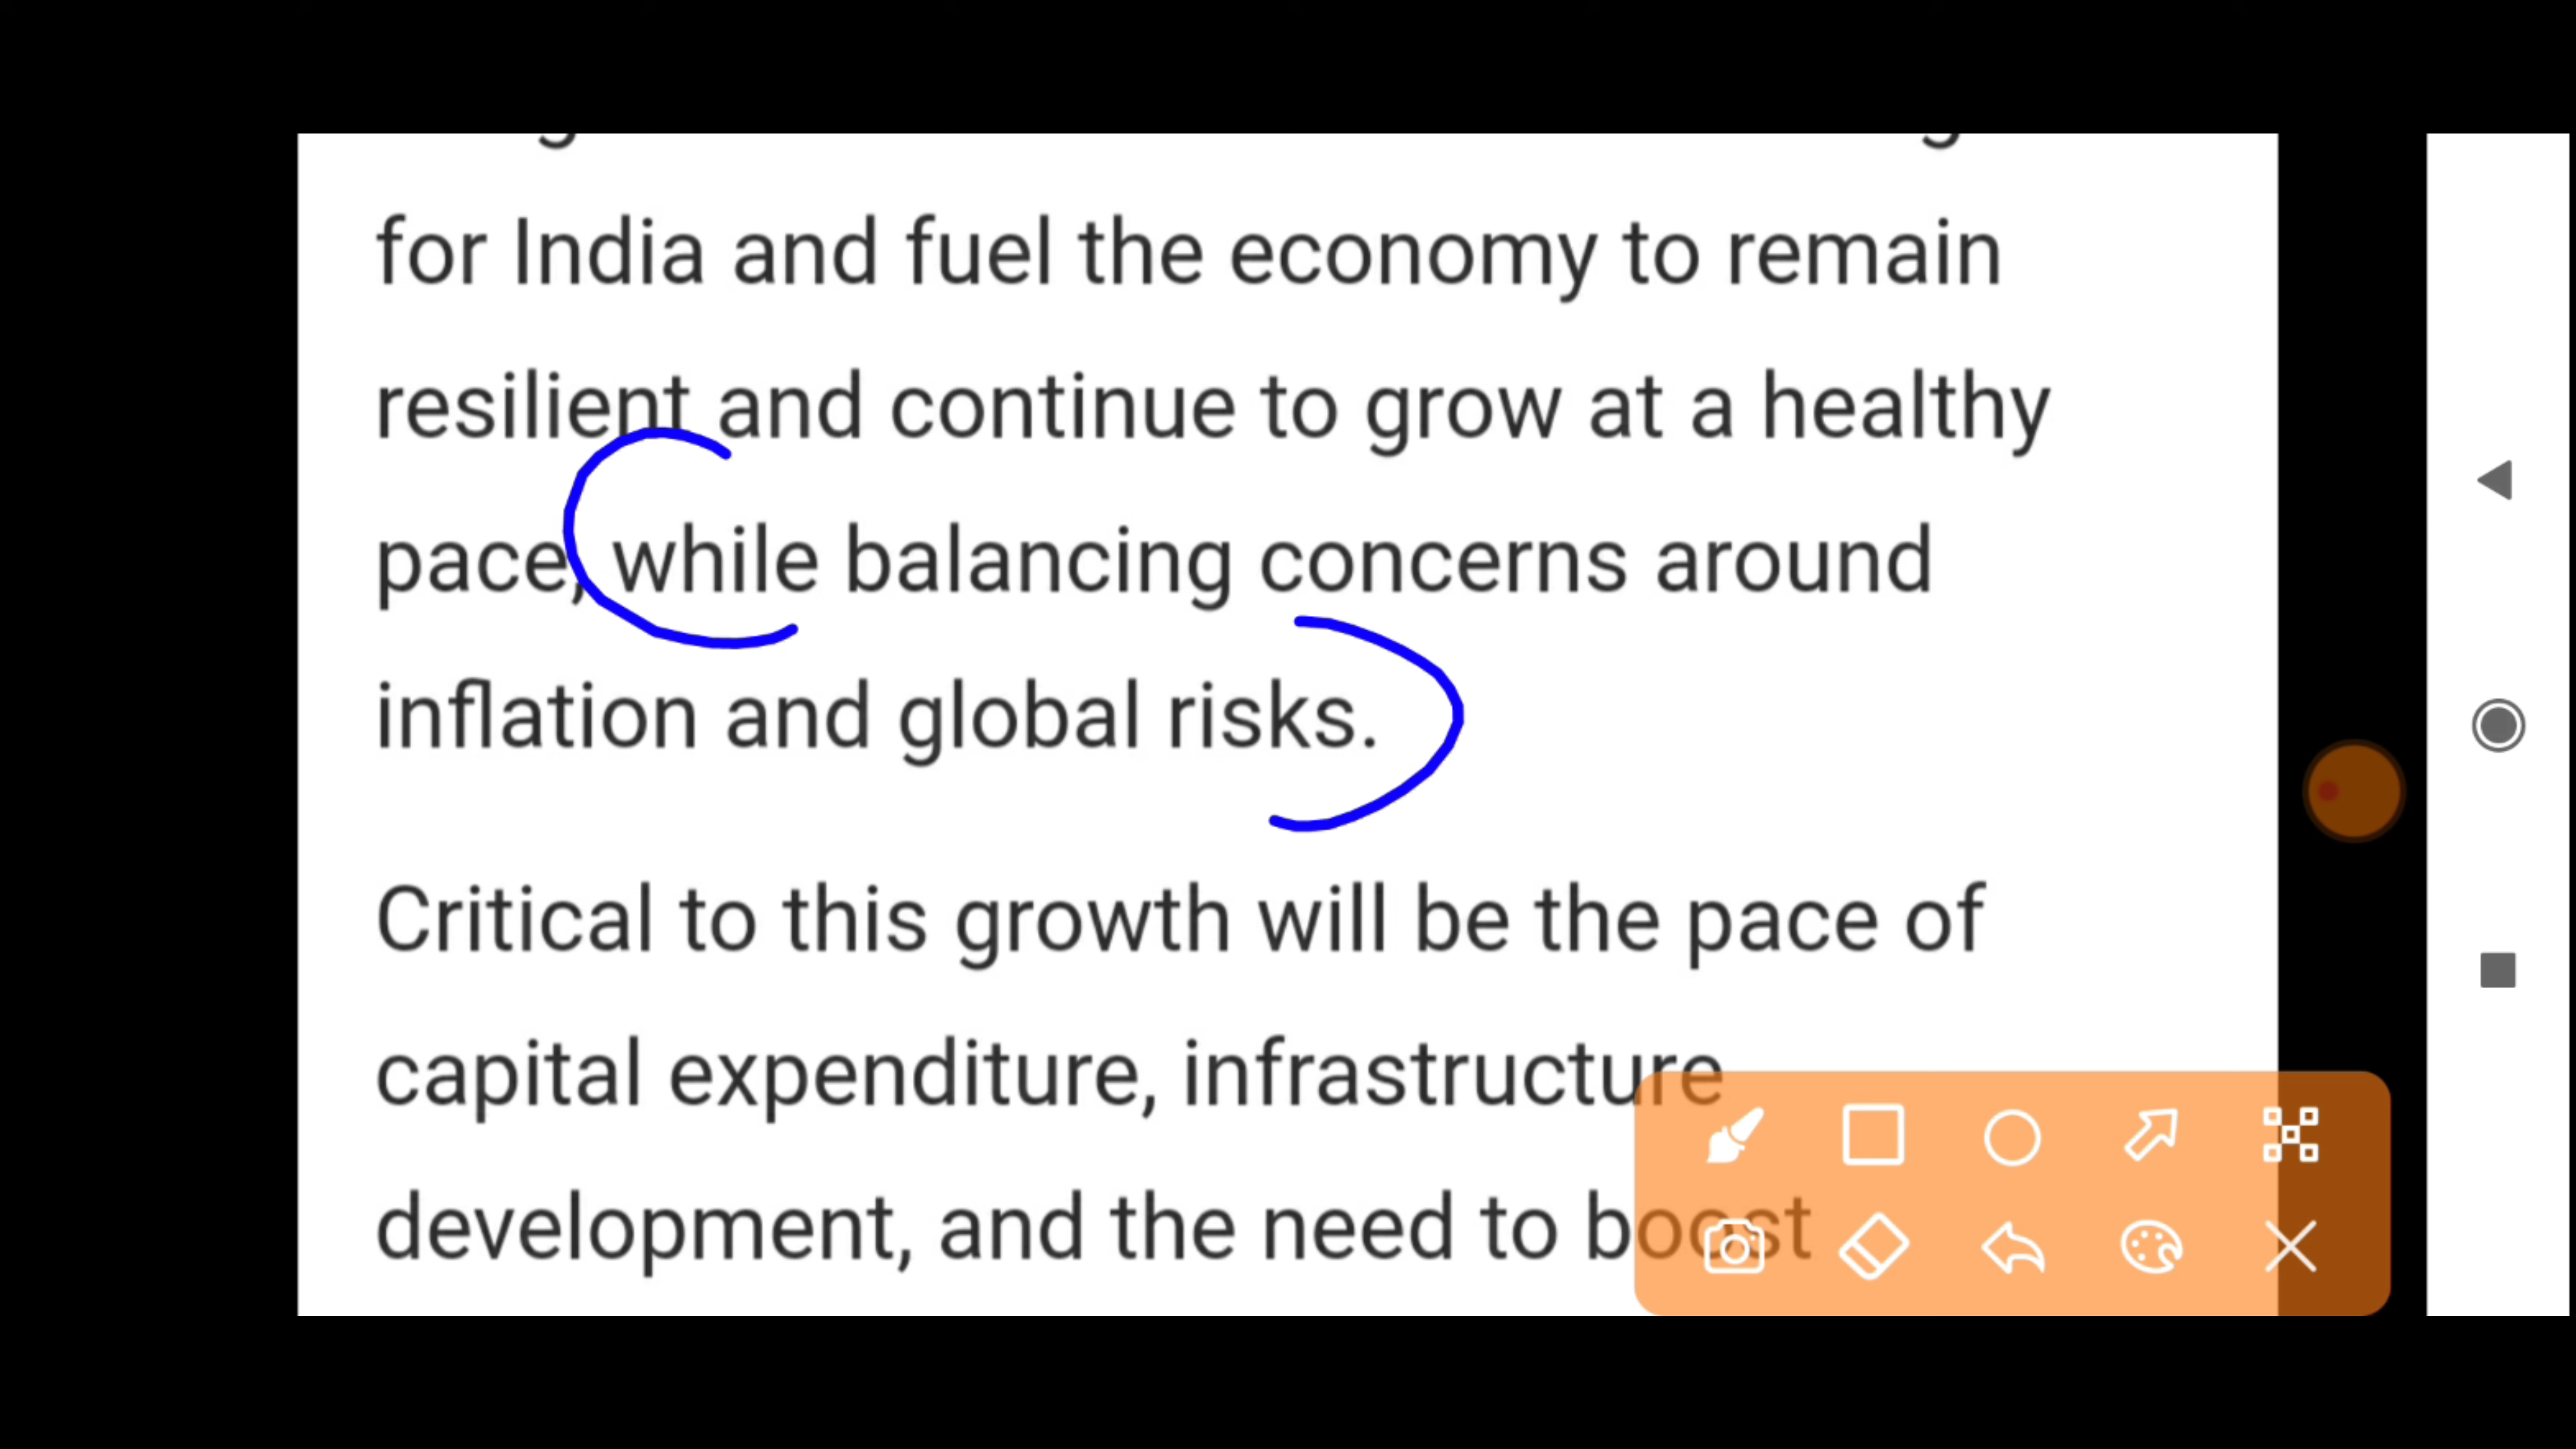 for India and fuel the economy to remain
resilient and continue to grow at a healthy
pace, while balancing concerns around
inflation and global risks.
Critical to this growth will be the pace of
capital expenditure, infrastructure
development, and the need to boost